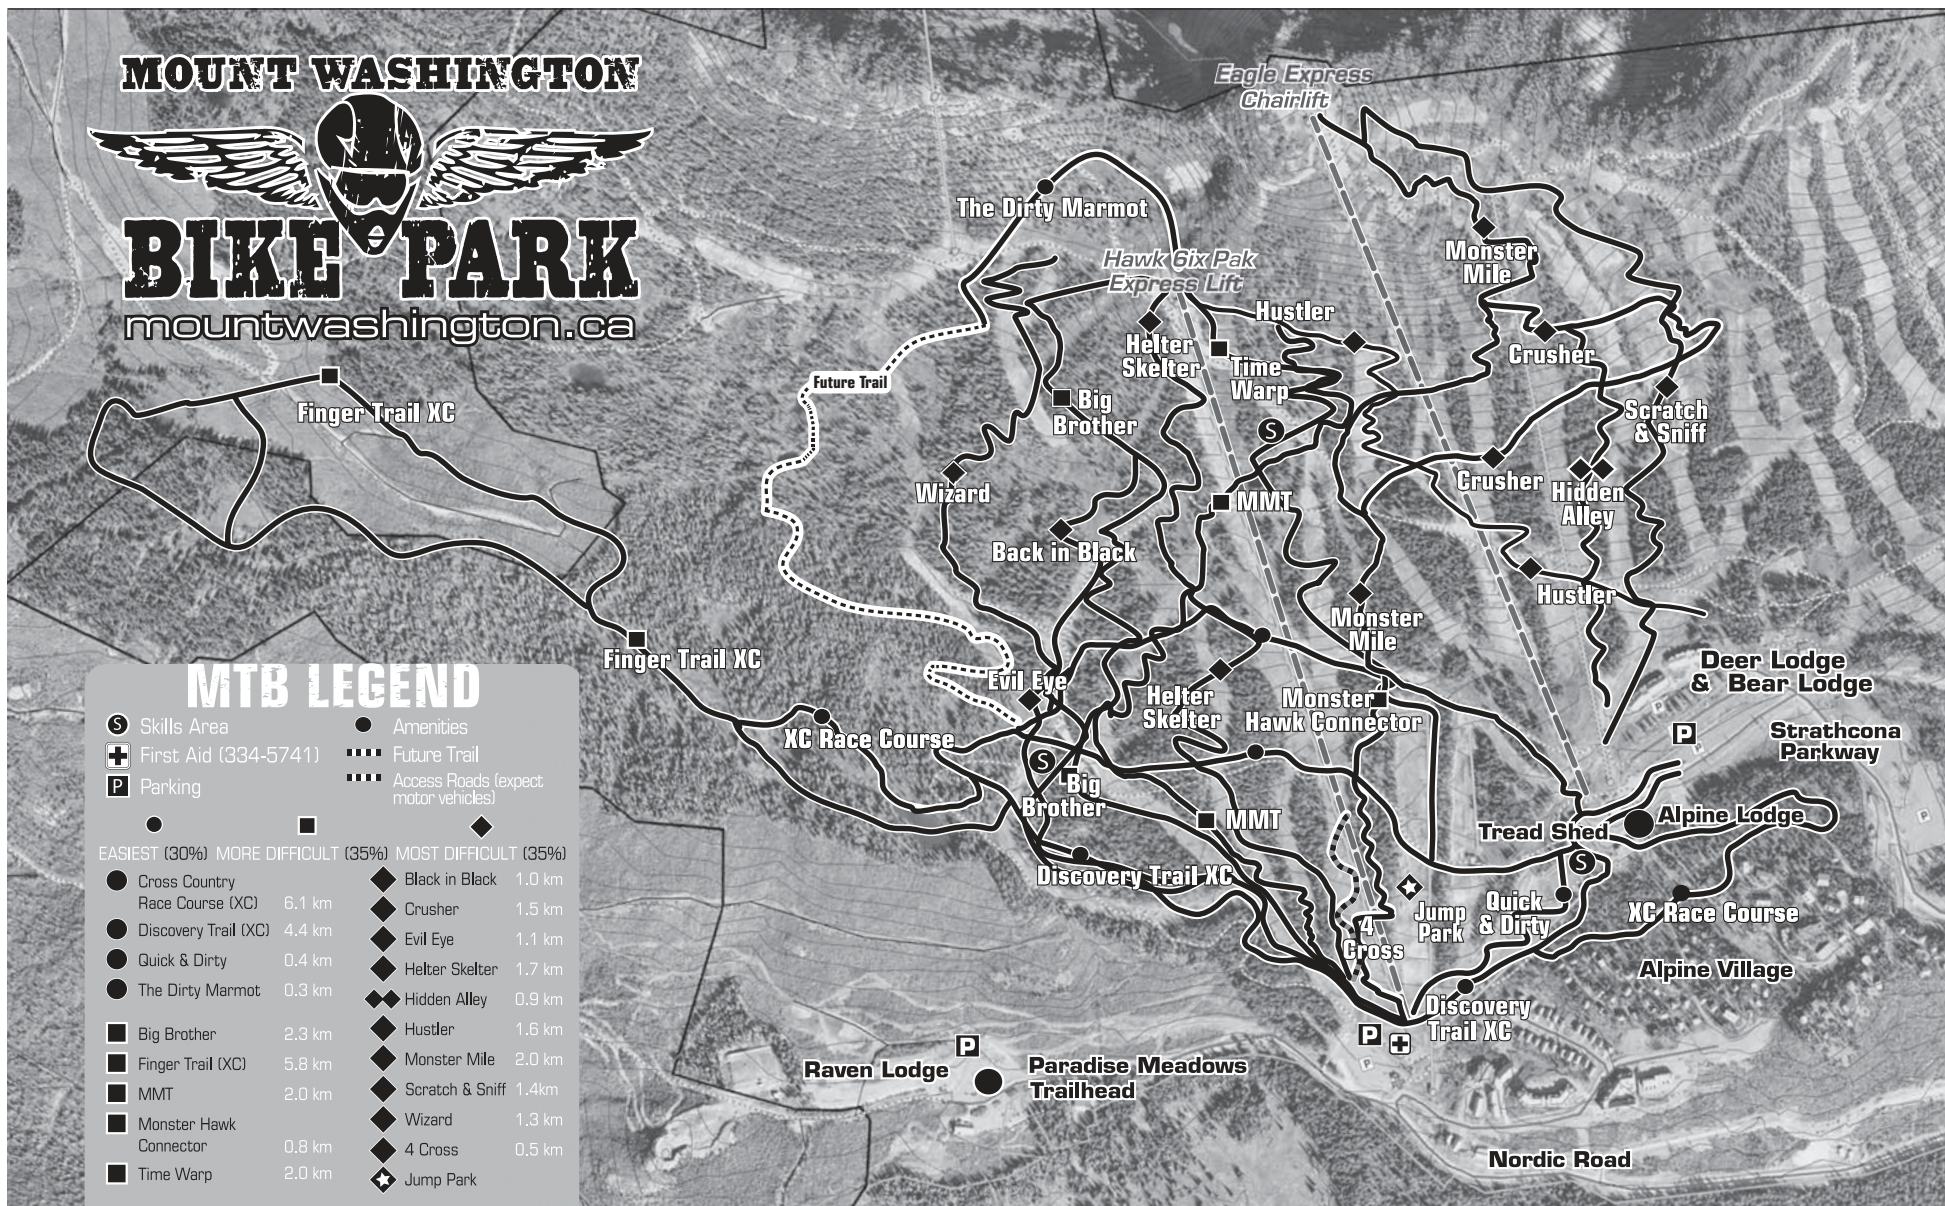 MOUNT WASHINGTON
BIKE PARK
mountwashington.ca
Eagle Express
Chairlift
The Dirty Marmot
Hawk 6ix Pak
Express Lift
Hustler
Monster
Mile
Helter
Skelter
Time
Warp
Crusher
Future Trail
Finger Trail XC
Big
Brother
S
Scratch
& Sniff
Wizard
MMT
Crusher
Hidden
Alley
Back in Black
Hustler
Monster
Mile
Finger Trail XC
Evil Eye
Helter
Skelter
Monster
Hawk Connector
Deer Lodge
& Bear Lodge
P
Strathcona
Parkway
XC Race Course
S
Big
Brother
MMT
Tread Shed
Alpine Lodge
S
Discovery Trail XC
4
Cross
Jump
Park
Quick
& Dirty
XC Race Course
Alpine Village
Discovery
Trail XC
P
P
Raven Lodge
Paradise Meadows
Trailhead
Nordic Road
P
P
P
MTB LEGEND
S Skills Area
First Aid (334-5741)
P Parking
Amenities
Future Trail
Access Roads (expect
motor vehicles)
EASIEST (30%) MORE DIFFICULT (35%) MOST DIFFICULT (35%)
Cross Country
Race Course (XC) 6.1 km
Discovery Trail (XC) 4.4 km
Quick & Dirty 0.4 km
The Dirty Marmot 0.3 km
Big Brother 2.3 km
Finger Trail (XC) 5.8 km
MMT 2.0 km
Monster Hawk
Connector 0.8 km
Time Warp 2.0 km
Black in Black 1.0 km
Crusher 1.5 km
Evil Eye 1.1 km
Helter Skelter 1.7 km
Hidden Alley 0.9 km
Hustler 1.6 km
Monster Mile 2.0 km
Scratch & Sniff 1.4km
Wizard 1.3 km
4 Cross 0.5 km
Jump Park